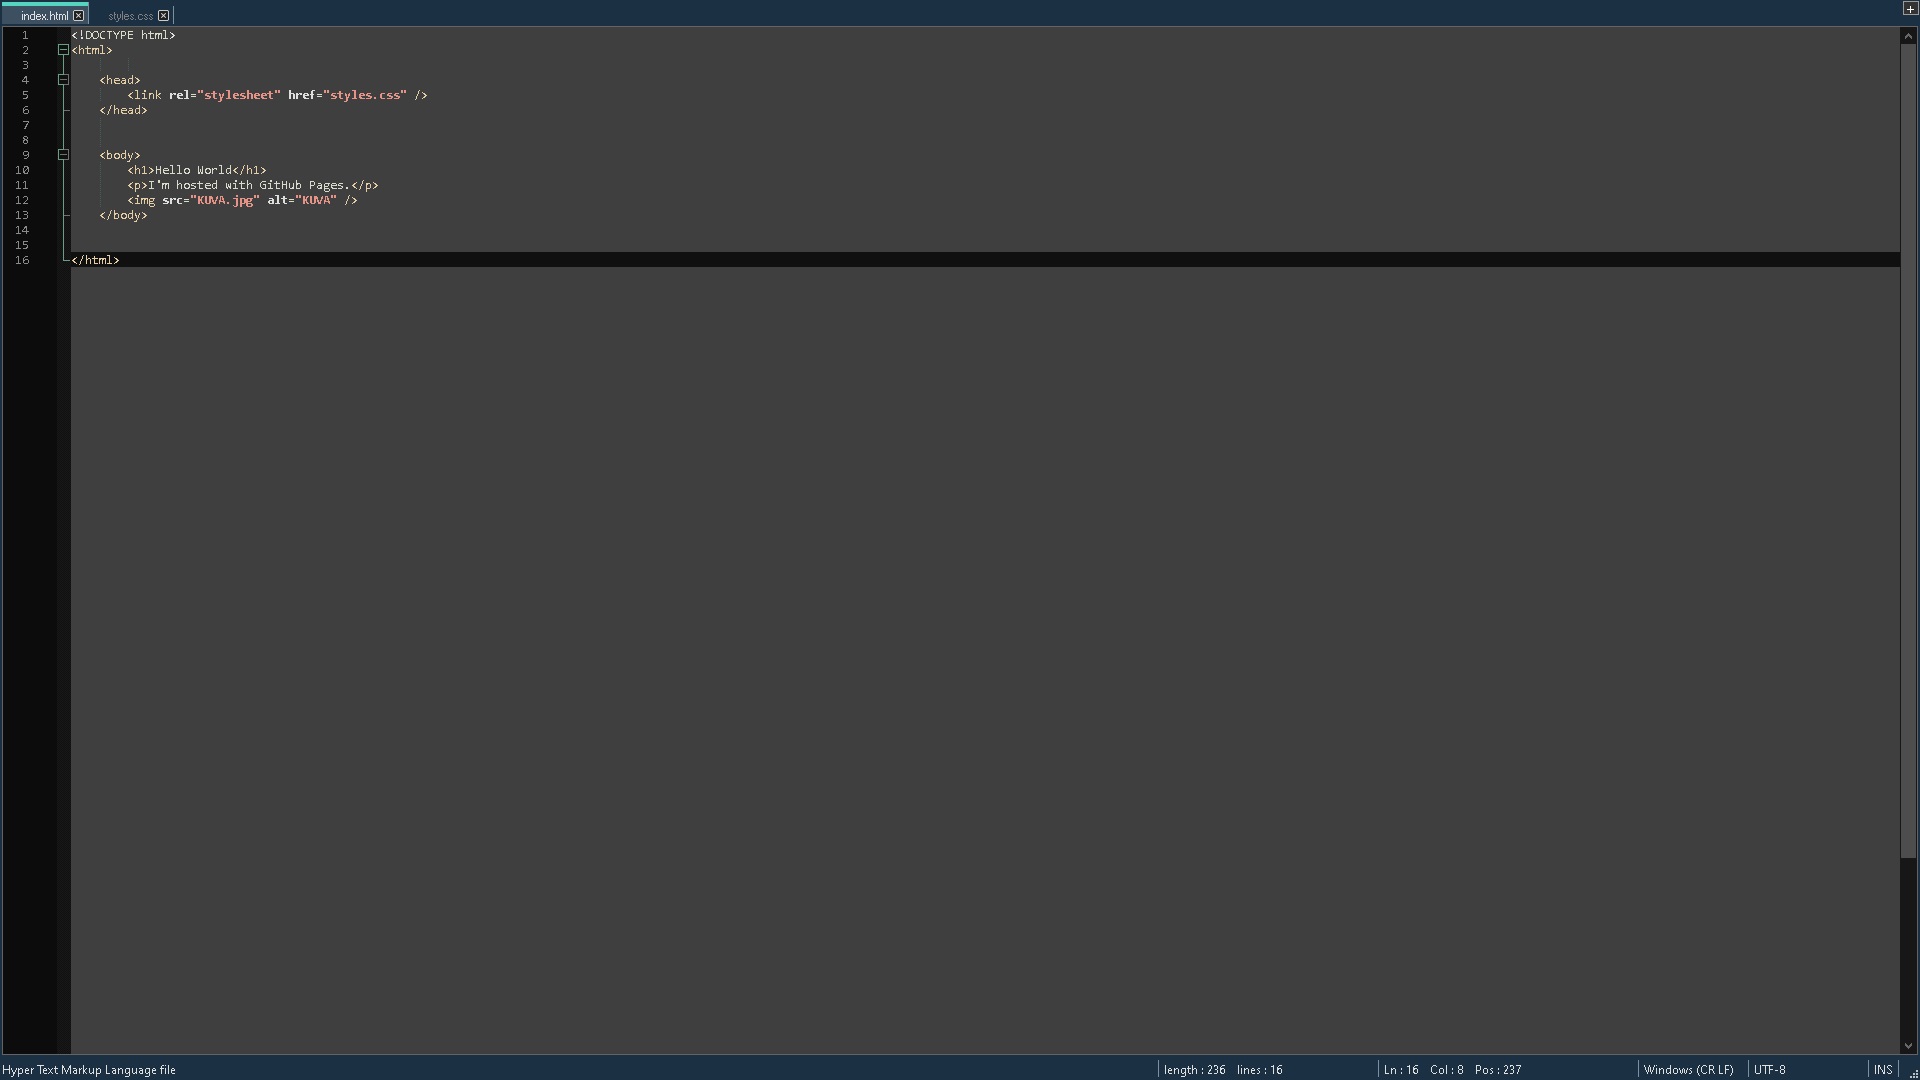 index.html styles.css
1 <!DOCTYPE html>
2 <html>
3
4 <head>
5 <link rel="stylesheet" href="styles.css" />
6 </head>
7
8
9 <body>
10 <h1>Hello World</h1>
11 <p>I'm hosted with GitHub Pages.</p>
12 <img src="KUVA.jpg" alt="KUVA" />
13 </body>
14
15
16 </html>
Hyper Text Markup Language file length : 236 lines : 16 Ln : 16 Col : 8 Pos : 237 Windows (CR LF) UTF-8 INS